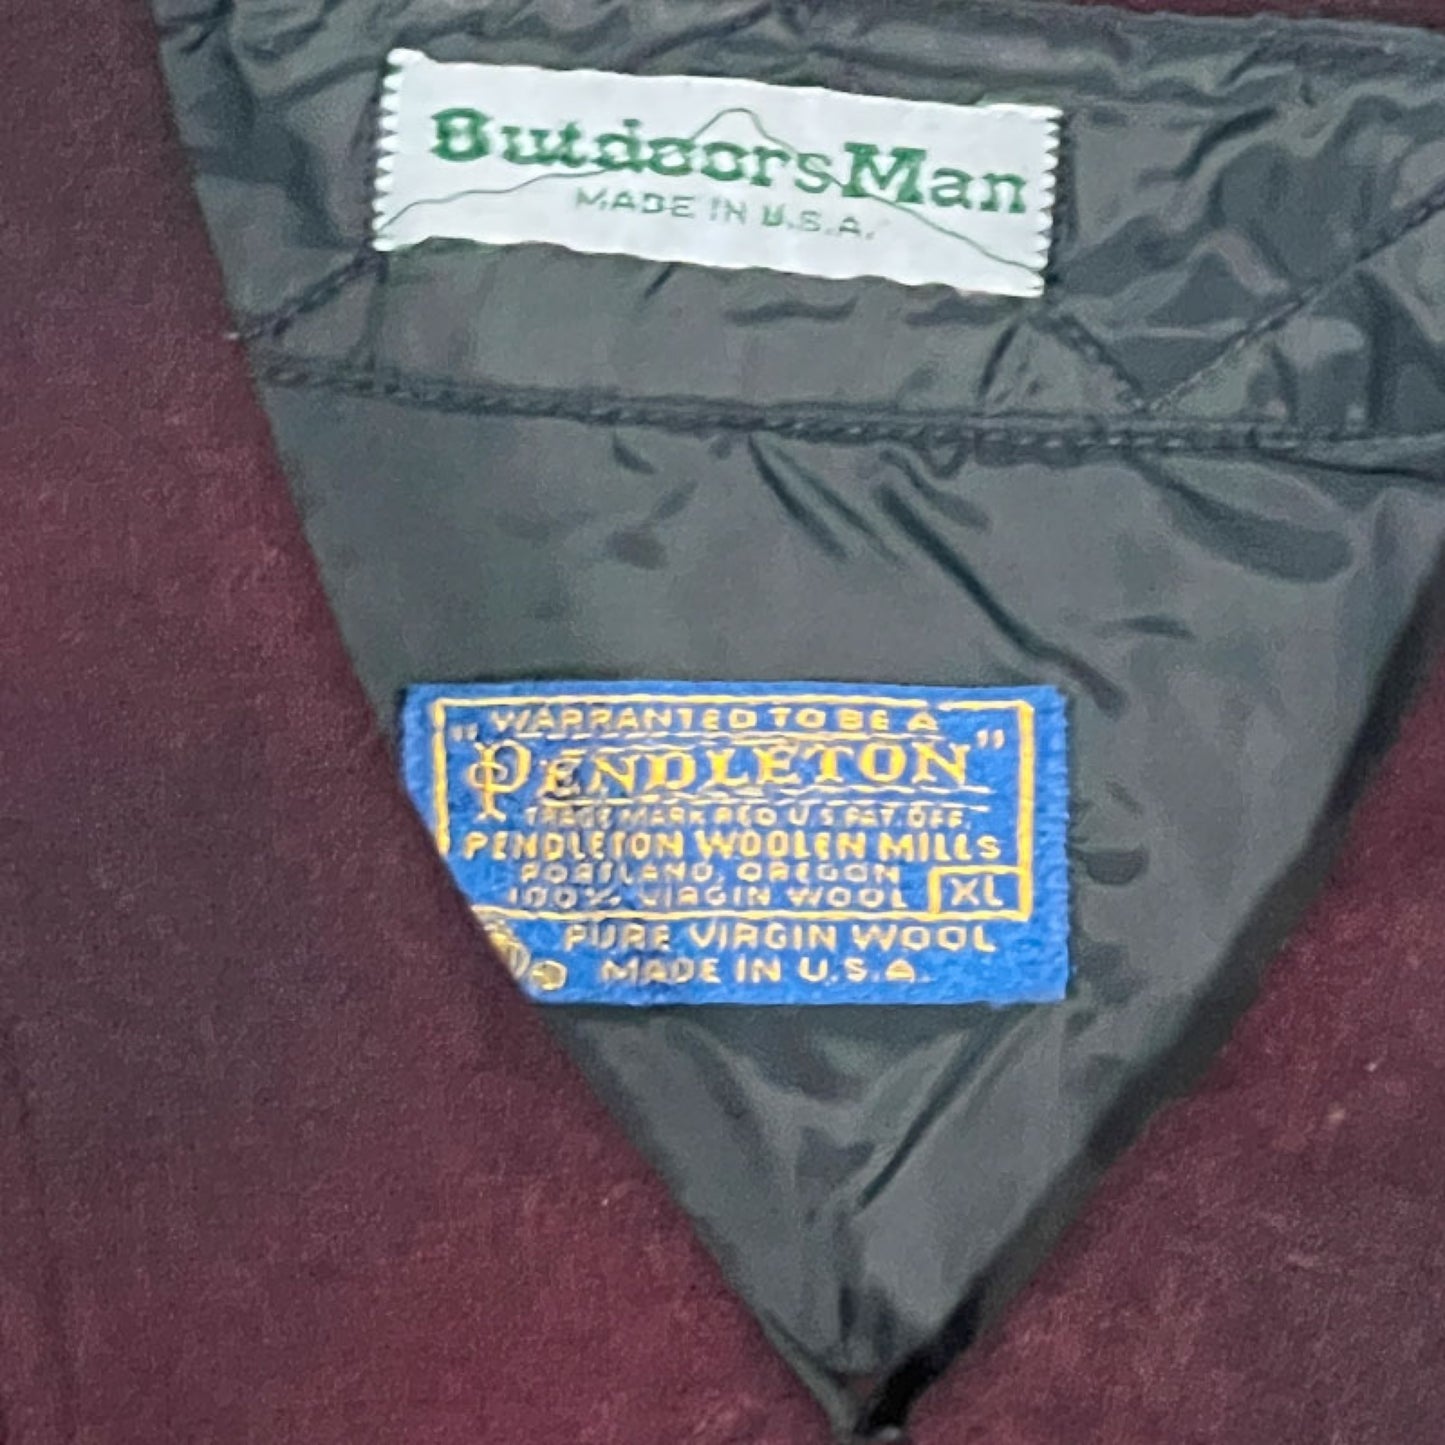 OutdoorsMan
MADE IN U.S.A.
"WARRANTED TO BE A
PENDLETON"
TRADE MARK REG U.S. PAT. OFF.
PENDLETON WOOLEN MILLS
PORTLAND, OREGON
100% VIRGIN WOOL XL
PURE VIRGIN WOOL
MADE IN U.S.A.